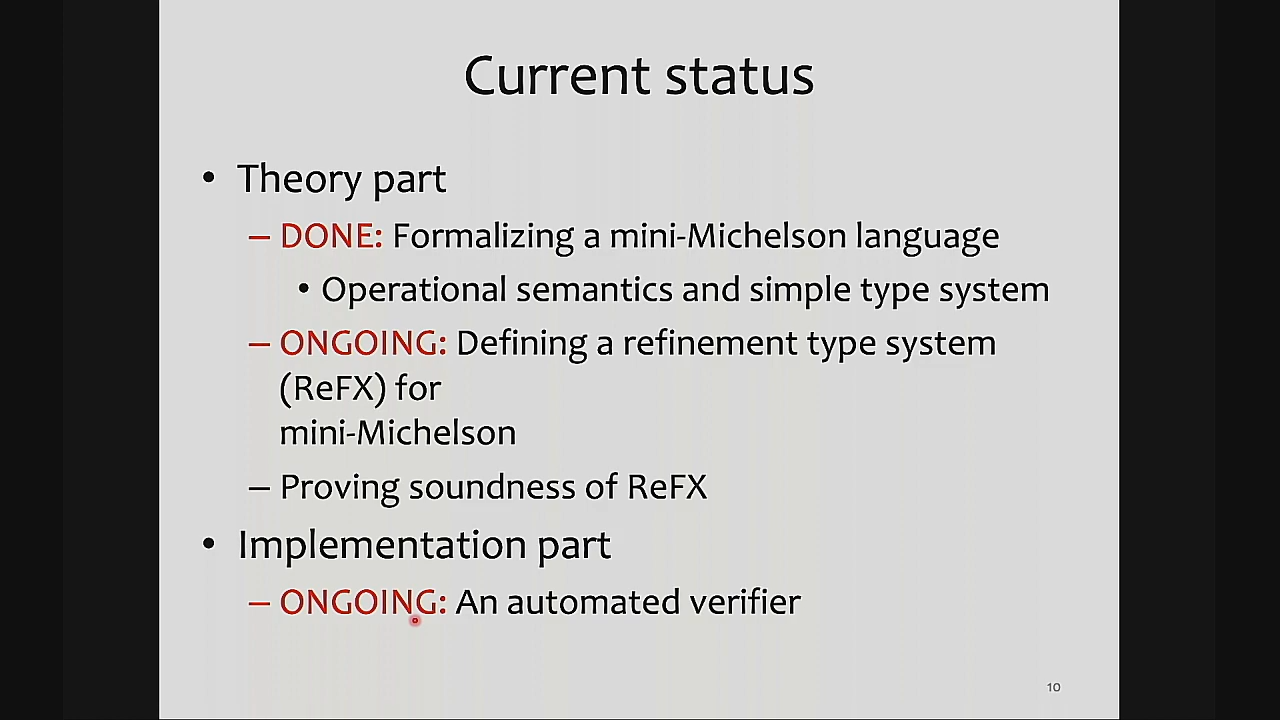 Current status
• Theory part
– DONE: Formalizing a mini-Michelson language
• Operational semantics and simple type system
– ONGOING: Defining a refinement type system
(ReFX) for
mini-Michelson
– Proving soundness of ReFX
• Implementation part
– ONGOING: An automated verifier
10